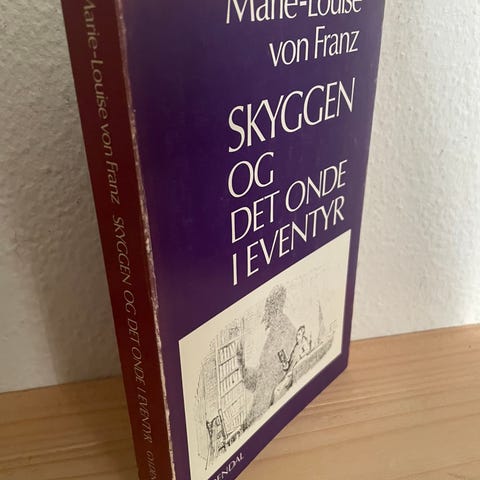 Marie-Louise
von Franz
SKYGGEN
OG
DET ONDE
I EVENTYR
Marie-Louise von Franz SKYGGEN OG DET ONDE I EVENTYR